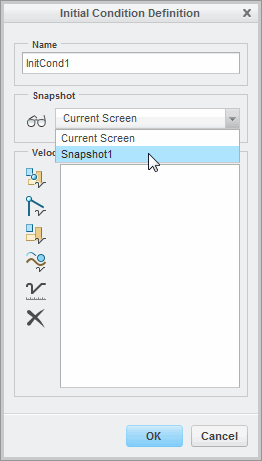 Initial Condition Definition
Name
InitCond1
Snapshot
Current Screen
Current Screen
Snapshot1
Veloc
OK
Cancel